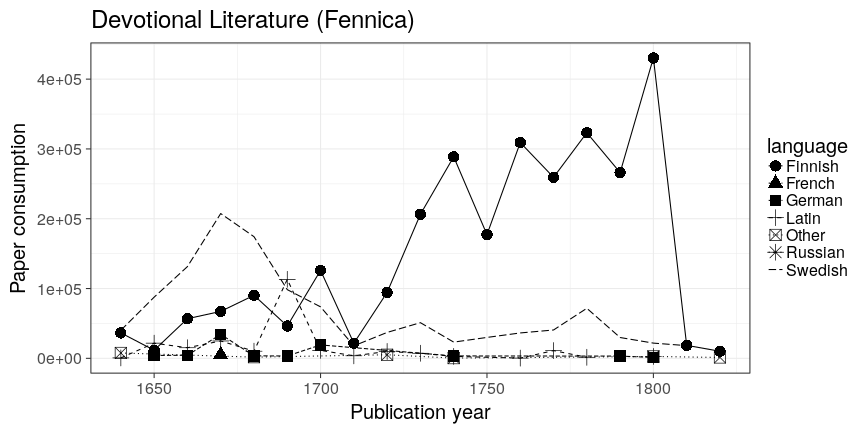 Devotional Literature (Fennica)
4e+05
3e+05
2e+05
1e+05
0e+00
Paper consumption
1650 1700 1750 1800
Publication year
language
Finnish
French
German
Latin
Other
Russian
Swedish